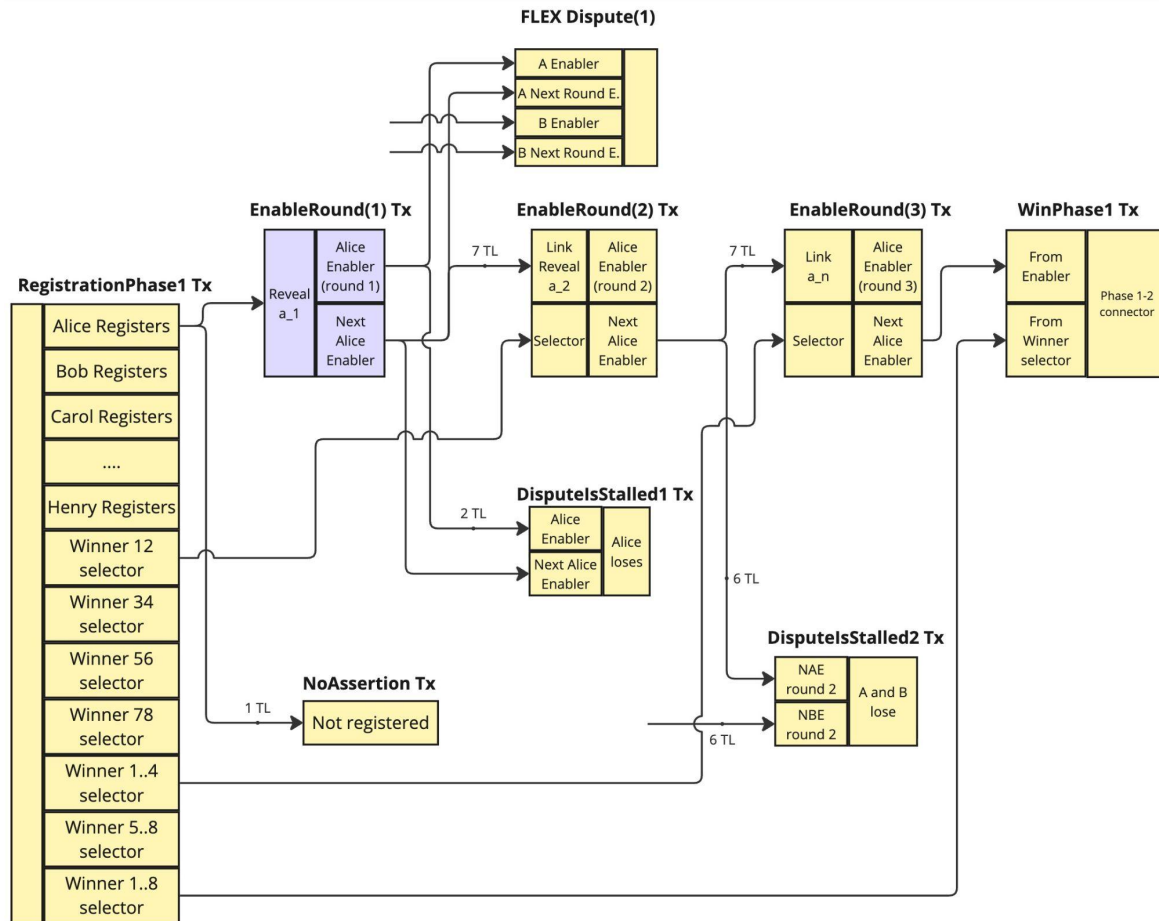 FLEX Dispute(1)
A Enabler
A Next Round E.
B Enabler
B Next Round E.
EnableRound(1) Tx
EnableRound(2) Tx
EnableRound(3) Tx
WinPhase1 Tx
Reveal
a_1
Alice
Enabler
(round 1)
Next
Alice
Enabler
7 TL
Link
Reveal
a_2
Selector
Alice
Enabler
(round 2)
Next
Alice
Enabler
7 TL
Link
a_n
Selector
Alice
Enabler
(round 3)
Next
Alice
Enabler
From
Enabler
From
Winner
selector
Phase 1-2
connector
RegistrationPhase1 Tx
Alice Registers
Bob Registers
Carol Registers
....
Henry Registers
Winner 12
selector
Winner 34
selector
Winner 56
selector
Winner 78
selector
Winner 1..4
selector
Winner 5..8
selector
Winner 1..8
selector
DisputeIsStalled1 Tx
2 TL
Alice
Enabler
Next Alice
Enabler
Alice
loses
6 TL
DisputeIsStalled2 Tx
NAE
round 2
NBE
round 2
A and B
lose
6 TL
NoAssertion Tx
1 TL
Not registered